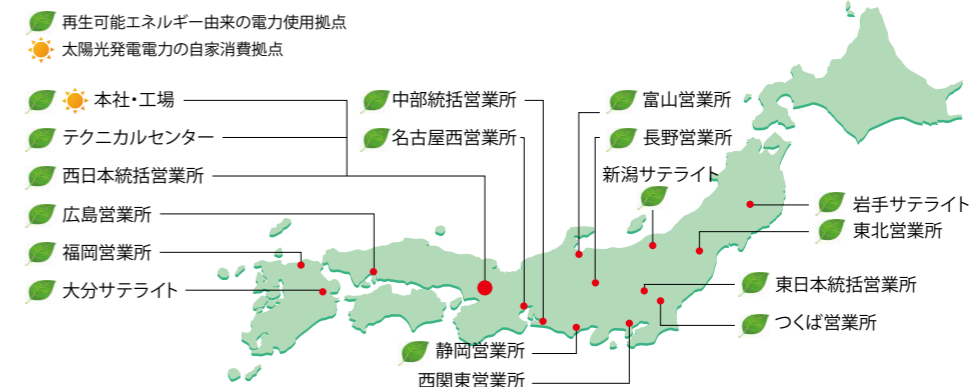 再生可能エネルギー由来の電力使用拠点
太陽光発電電力の自家消費拠点
本社・工場
テクニカルセンター
西日本統括営業所
広島営業所
福岡営業所
大分サテライト
中部統括営業所
名古屋西営業所
富山営業所
長野営業所
新潟サテライト
岩手サテライト
東北営業所
東日本統括営業所
つくば営業所
静岡営業所
西関東営業所